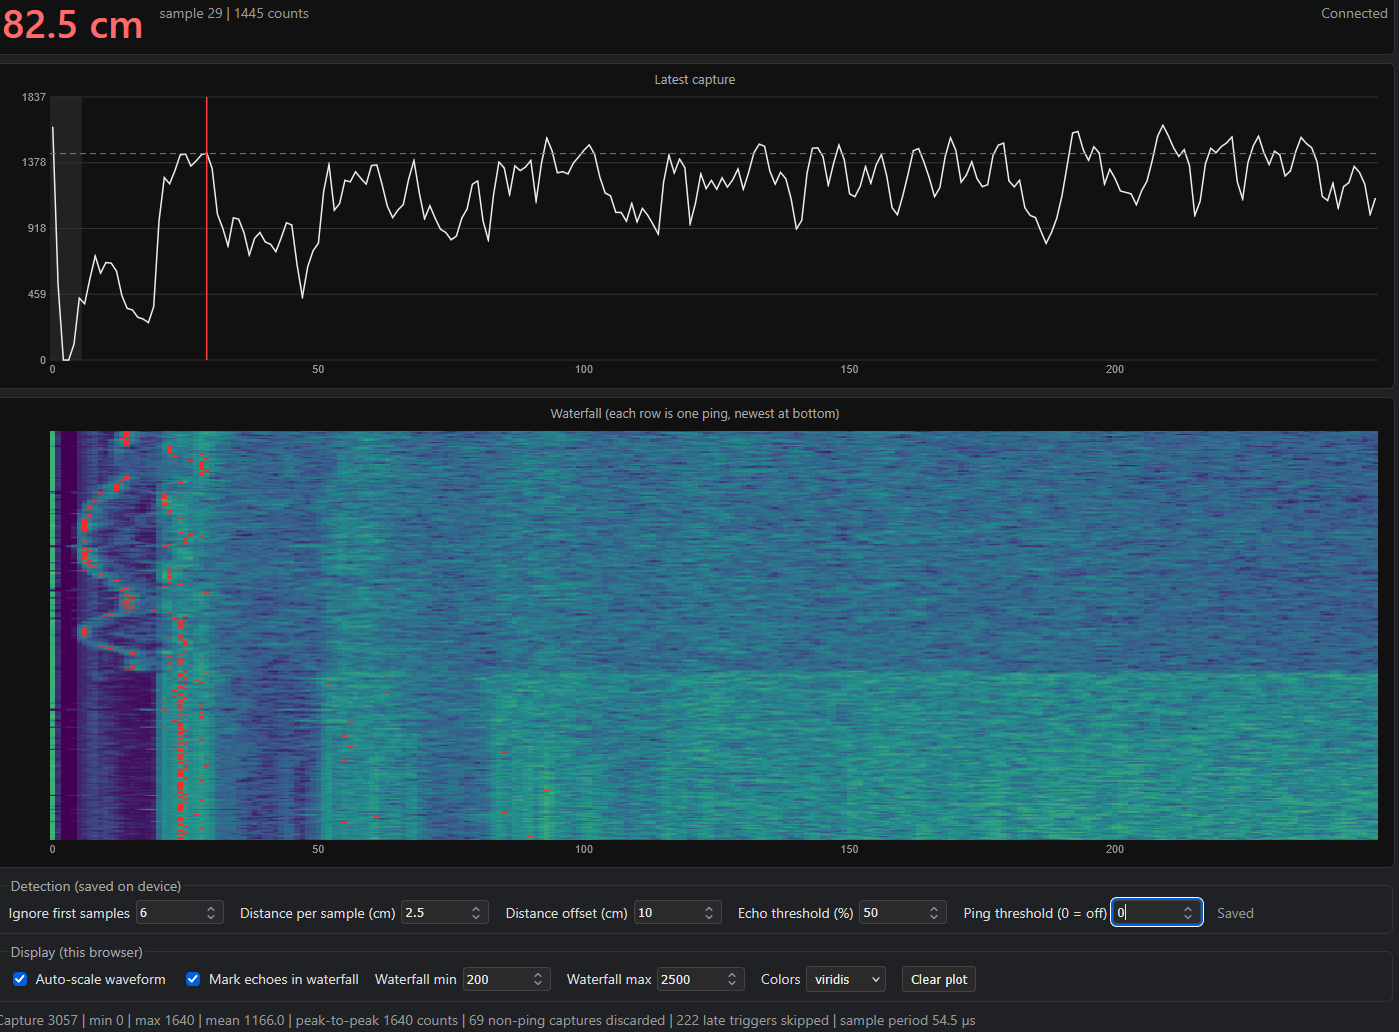 82.5 cm sample 29 | 1445 counts Connected
Latest capture
1837
1378
918
459
0
0 50 100 150 200
Waterfall (each row is one ping, newest at bottom)
0 50 100 150 200
Detection (saved on device)
Ignore first samples 6 Distance per sample (cm) 2.5 Distance offset (cm) 10 Echo threshold (%) 50 Ping threshold (0 = off) 0 Saved
Display (this browser)
Auto-scale waveform Mark echoes in waterfall Waterfall min 200 Waterfall max 2500 Colors viridis Clear plot
Capture 3057 | min 0 | max 1640 | mean 1166.0 | peak-to-peak 1640 counts | 69 non-ping captures discarded | 222 late triggers skipped | sample period 54.5 µs